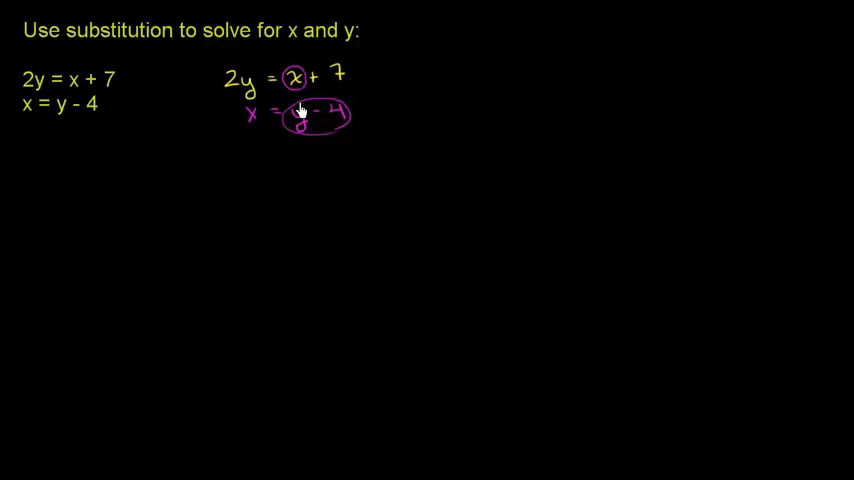 Use substitution to solve for x and y:
2y = x + 7
x = y - 4
2y = x + 7
x = y - 4